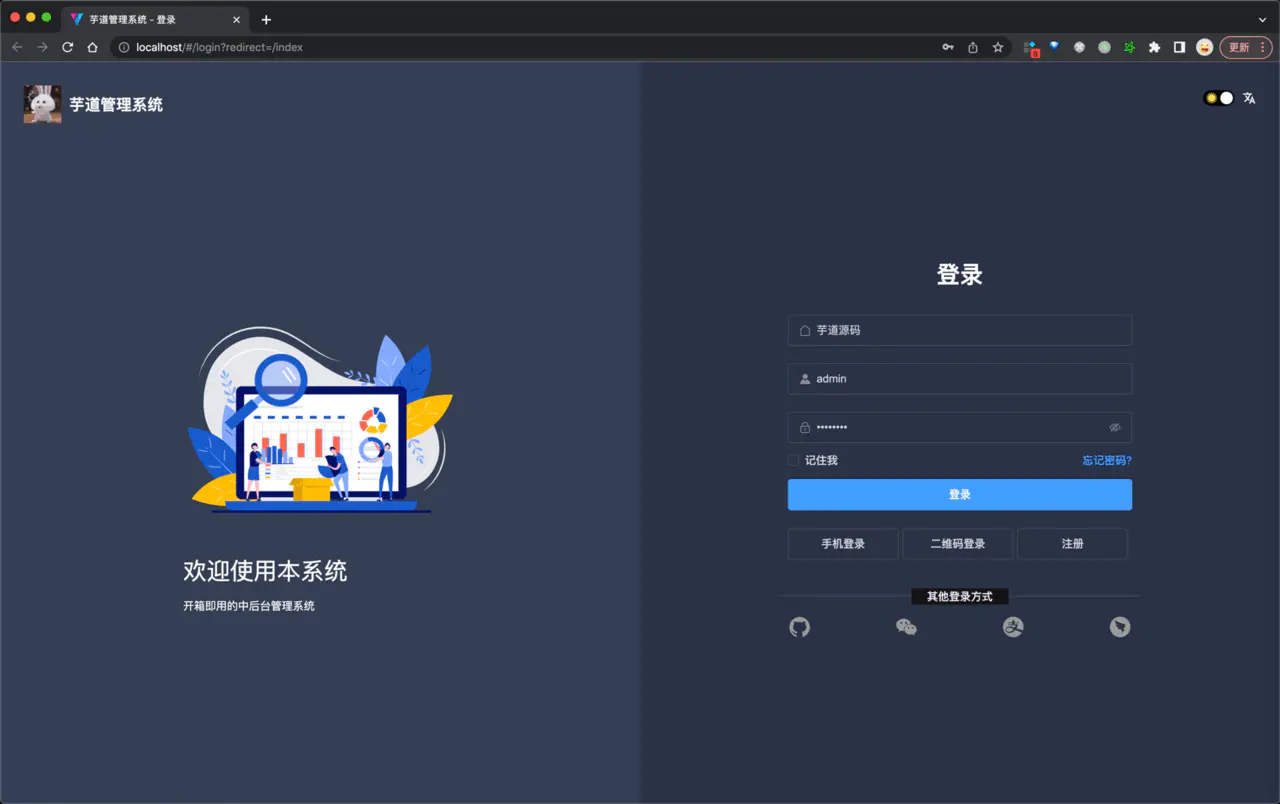 芋道管理系统 - 登录
localhost/#/login?redirect=/index
更新
芋道管理系统
登录
芋道源码
admin
••••••••
记住我
忘记密码?
登录
手机登录
二维码登录
注册
其他登录方式
欢迎使用本系统
开箱即用的中后台管理系统